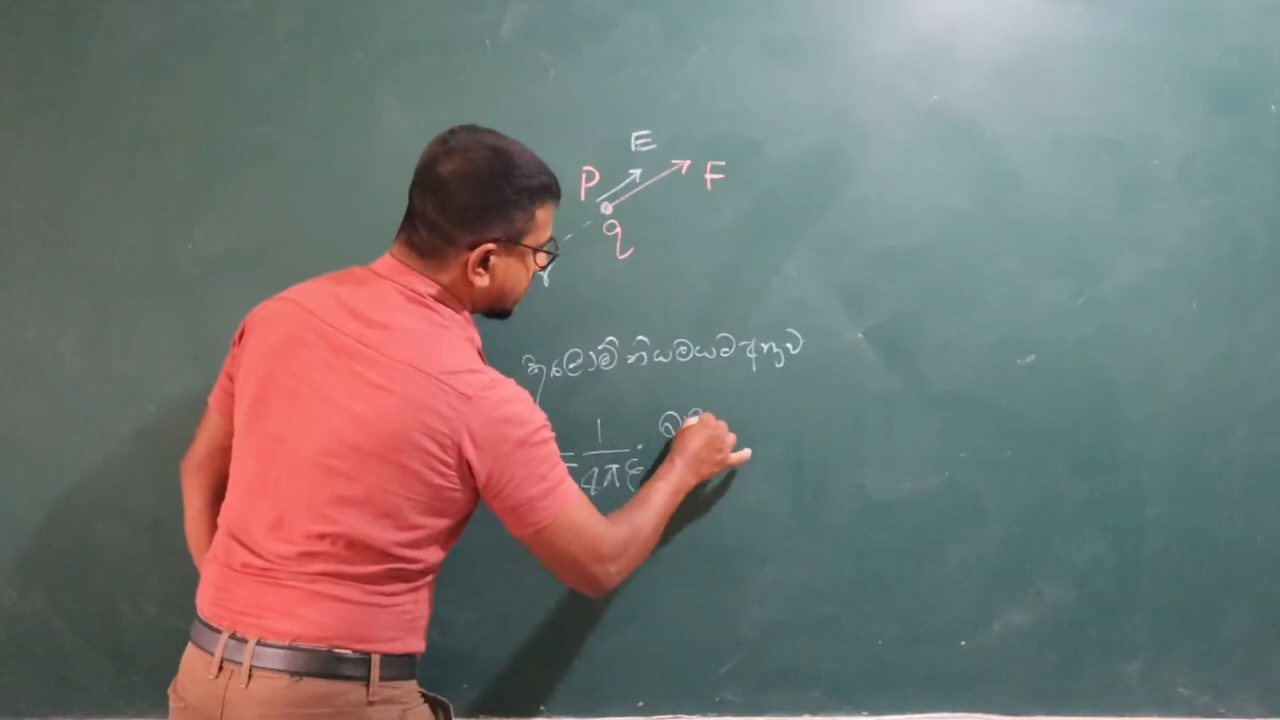 E
P F
q
r
කූලෝම් නියමයට අනුව
= 1/4πε · Q